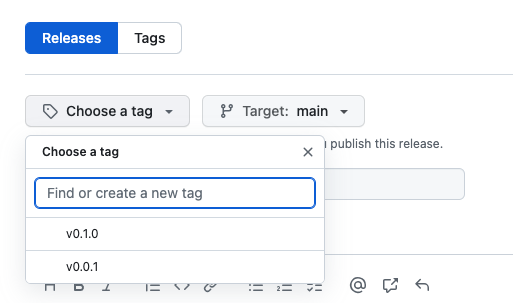 Releases Tags
Choose a tag Target: main
Choose a tag
publish this release.
Find or create a new tag
v0.1.0
v0.0.1